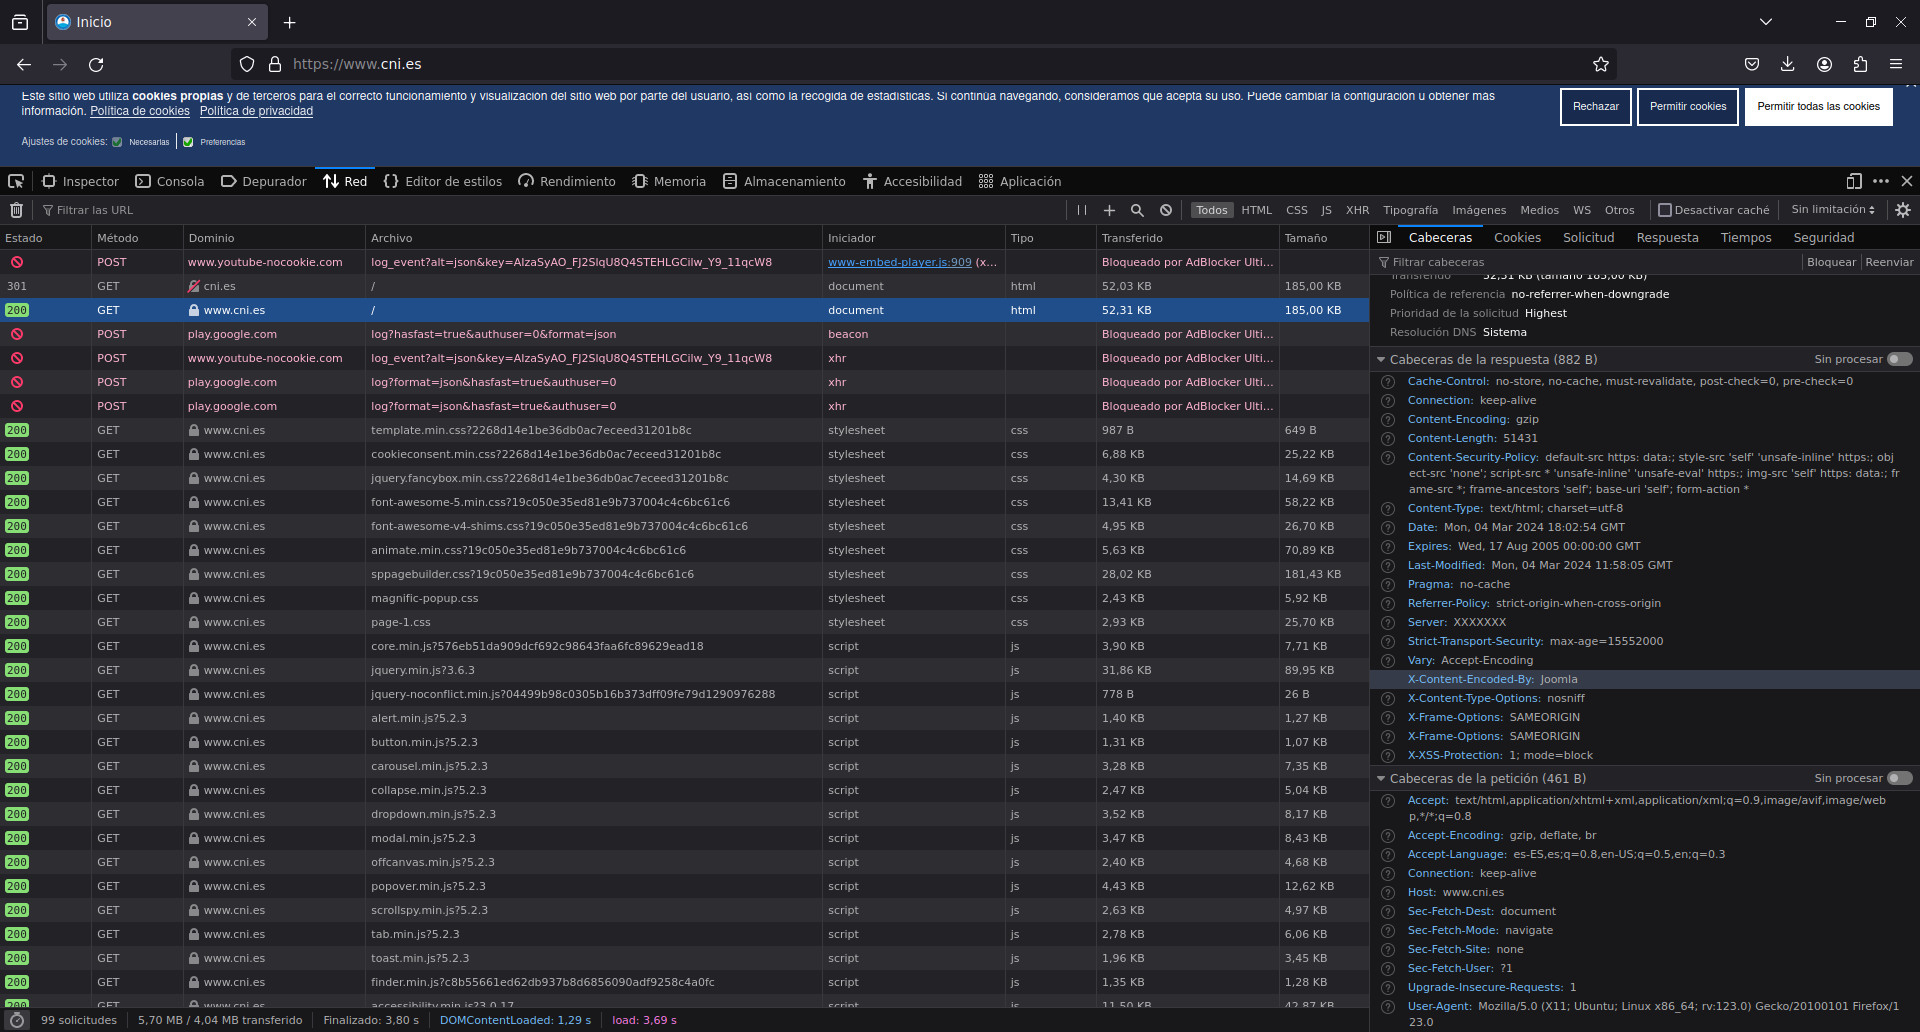 Inicio
https://www.cni.es
Este sitio web utiliza cookies propias y de terceros para el correcto funcionamiento y visualización del sitio web por parte del usuario, así como la recogida de estadísticas. Si continúa navegando, consideramos que acepta su uso. Puede cambiar la configuración u obtener más
información. Política de cookies Política de privacidad
Rechazar Permitir cookies Permitir todas las cookies
Ajustes de cookies: Necesarias Preferencias
Inspector Consola Depurador Red Editor de estilos Rendimiento Memoria Almacenamiento Accesibilidad Aplicación
Filtrar las URL Todos HTML CSS JS XHR Tipografía Imágenes Medios WS Otros Desactivar caché Sin limitación
Estado Método Dominio Archivo Iniciador Tipo Transferido Tamaño
POST www.youtube-nocookie.com log_event?alt=json&key=AIzaSyAO_FJ2SlqU8Q4STEHLGCilw_Y9_11qcW8 www-embed-player.js:909 (x... Bloqueado por AdBlocker Ulti...
301 GET cni.es / document html 52,03 KB 185,00 KB
200 GET www.cni.es / document html 52,31 KB 185,00 KB
POST play.google.com log?hasfast=true&authuser=0&format=json beacon Bloqueado por AdBlocker Ulti...
POST www.youtube-nocookie.com log_event?alt=json&key=AIzaSyAO_FJ2SlqU8Q4STEHLGCilw_Y9_11qcW8 xhr Bloqueado por AdBlocker Ulti...
POST play.google.com log?format=json&hasfast=true&authuser=0 xhr Bloqueado por AdBlocker Ulti...
POST play.google.com log?format=json&hasfast=true&authuser=0 xhr Bloqueado por AdBlocker Ulti...
200 GET www.cni.es template.min.css?2268d14e1be36db0ac7eceed31201b8c stylesheet css 987 B 649 B
200 GET www.cni.es cookieconsent.min.css?2268d14e1be36db0ac7eceed31201b8c stylesheet css 6,88 KB 25,22 KB
200 GET www.cni.es jquery.fancybox.min.css?2268d14e1be36db0ac7eceed31201b8c stylesheet css 4,30 KB 14,69 KB
200 GET www.cni.es font-awesome-5.min.css?19c050e35ed81e9b737004c4c6bc61c6 stylesheet css 13,41 KB 58,22 KB
200 GET www.cni.es font-awesome-v4-shims.css?19c050e35ed81e9b737004c4c6bc61c6 stylesheet css 4,95 KB 26,70 KB
200 GET www.cni.es animate.min.css?19c050e35ed81e9b737004c4c6bc61c6 stylesheet css 5,63 KB 70,89 KB
200 GET www.cni.es sppagebuilder.css?19c050e35ed81e9b737004c4c6bc61c6 stylesheet css 28,02 KB 181,43 KB
200 GET www.cni.es magnific-popup.css stylesheet css 2,43 KB 5,92 KB
200 GET www.cni.es page-1.css stylesheet css 2,93 KB 25,70 KB
200 GET www.cni.es core.min.js?576eb51da909dcf692c98643faa6fc89629ead18 script js 3,90 KB 7,71 KB
200 GET www.cni.es jquery.min.js?3.6.3 script js 31,86 KB 89,95 KB
200 GET www.cni.es jquery-noconflict.min.js?04499b98c0305b16b373dff09fe79d1290976288 script js 778 B 26 B
200 GET www.cni.es alert.min.js?5.2.3 script js 1,40 KB 1,27 KB
200 GET www.cni.es button.min.js?5.2.3 script js 1,31 KB 1,07 KB
200 GET www.cni.es carousel.min.js?5.2.3 script js 3,28 KB 7,35 KB
200 GET www.cni.es collapse.min.js?5.2.3 script js 2,47 KB 5,04 KB
200 GET www.cni.es dropdown.min.js?5.2.3 script js 3,52 KB 8,17 KB
200 GET www.cni.es modal.min.js?5.2.3 script js 3,47 KB 8,43 KB
200 GET www.cni.es offcanvas.min.js?5.2.3 script js 2,40 KB 4,68 KB
200 GET www.cni.es popover.min.js?5.2.3 script js 4,43 KB 12,62 KB
200 GET www.cni.es scrollspy.min.js?5.2.3 script js 2,63 KB 4,97 KB
200 GET www.cni.es tab.min.js?5.2.3 script js 2,78 KB 6,06 KB
200 GET www.cni.es toast.min.js?5.2.3 script js 1,96 KB 3,45 KB
200 GET www.cni.es finder.min.js?c8b55661ed62db937b8d6856090adf9258c4a0fc script js 1,35 KB 1,28 KB
200 GET www.cni.es accessibility.min.js?3.0.17 script js 11,50 KB 42,87 KB
99 solicitudes 5,70 MB / 4,04 MB transferido Finalizado: 3,80 s DOMContentLoaded: 1,29 s load: 3,69 s
Cabeceras Cookies Solicitud Respuesta Tiempos Seguridad
Filtrar cabeceras Bloquear Reenviar
Transferido 52,31 KB (tamaño 185,00 KB)
Política de referencia no-referrer-when-downgrade
Prioridad de la solicitud Highest
Resolución DNS Sistema
Cabeceras de la respuesta (882 B) Sin procesar
Cache-Control: no-store, no-cache, must-revalidate, post-check=0, pre-check=0
Connection: keep-alive
Content-Encoding: gzip
Content-Length: 51431
Content-Security-Policy: default-src https: data:; style-src 'self' 'unsafe-inline' https:; obj
ect-src 'none'; script-src * 'unsafe-inline' 'unsafe-eval' https:; img-src 'self' https: data:; fr
ame-src *; frame-ancestors 'self'; base-uri 'self'; form-action *
Content-Type: text/html; charset=utf-8
Date: Mon, 04 Mar 2024 18:02:54 GMT
Expires: Wed, 17 Aug 2005 00:00:00 GMT
Last-Modified: Mon, 04 Mar 2024 11:58:05 GMT
Pragma: no-cache
Referrer-Policy: strict-origin-when-cross-origin
Server: XXXXXXX
Strict-Transport-Security: max-age=15552000
Vary: Accept-Encoding
X-Content-Encoded-By: Joomla
X-Content-Type-Options: nosniff
X-Frame-Options: SAMEORIGIN
X-Frame-Options: SAMEORIGIN
X-XSS-Protection: 1; mode=block
Cabeceras de la petición (461 B) Sin procesar
Accept: text/html,application/xhtml+xml,application/xml;q=0.9,image/avif,image/web
p,*/*;q=0.8
Accept-Encoding: gzip, deflate, br
Accept-Language: es-ES,es;q=0.8,en-US;q=0.5,en;q=0.3
Connection: keep-alive
Host: www.cni.es
Sec-Fetch-Dest: document
Sec-Fetch-Mode: navigate
Sec-Fetch-Site: none
Sec-Fetch-User: ?1
Upgrade-Insecure-Requests: 1
User-Agent: Mozilla/5.0 (X11; Ubuntu; Linux x86_64; rv:123.0) Gecko/20100101 Firefox/1
23.0